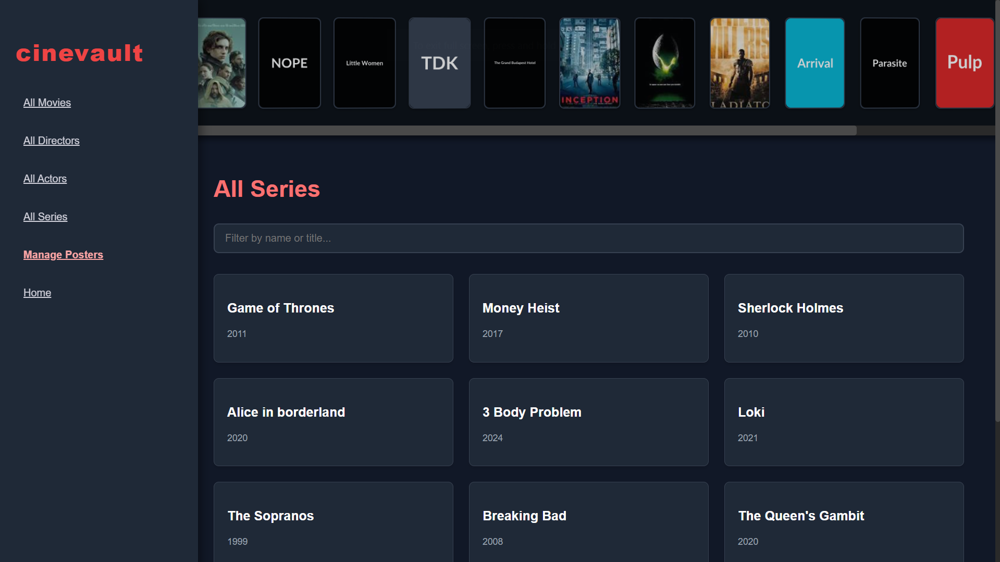 cinevault
All Movies
All Directors
All Actors
All Series
Manage Posters
Home
NOPE
Little Women
TDK
The Grand Budapest Hotel
INCEPTION
Arrival
Parasite
Pulp
All Series
Filter by name or title...
Game of Thrones
2011
Money Heist
2017
Sherlock Holmes
2010
Alice in borderland
2020
3 Body Problem
2024
Loki
2021
The Sopranos
1999
Breaking Bad
2008
The Queen's Gambit
2020